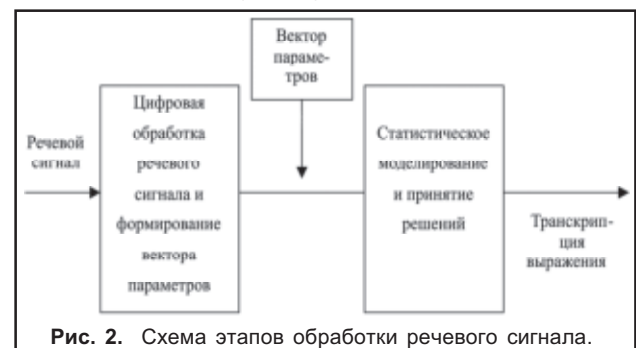 Вектор
параме-
тров
Цифровая
обработка
речевого
сигнала и
формирование
вектора
параметров
Речевой
сигнал
Статистическое
моделирование
и принятие
решений
Транскрип-
ция
выражения
Рис. 2. Схема этапов обработки речевого сигнала.